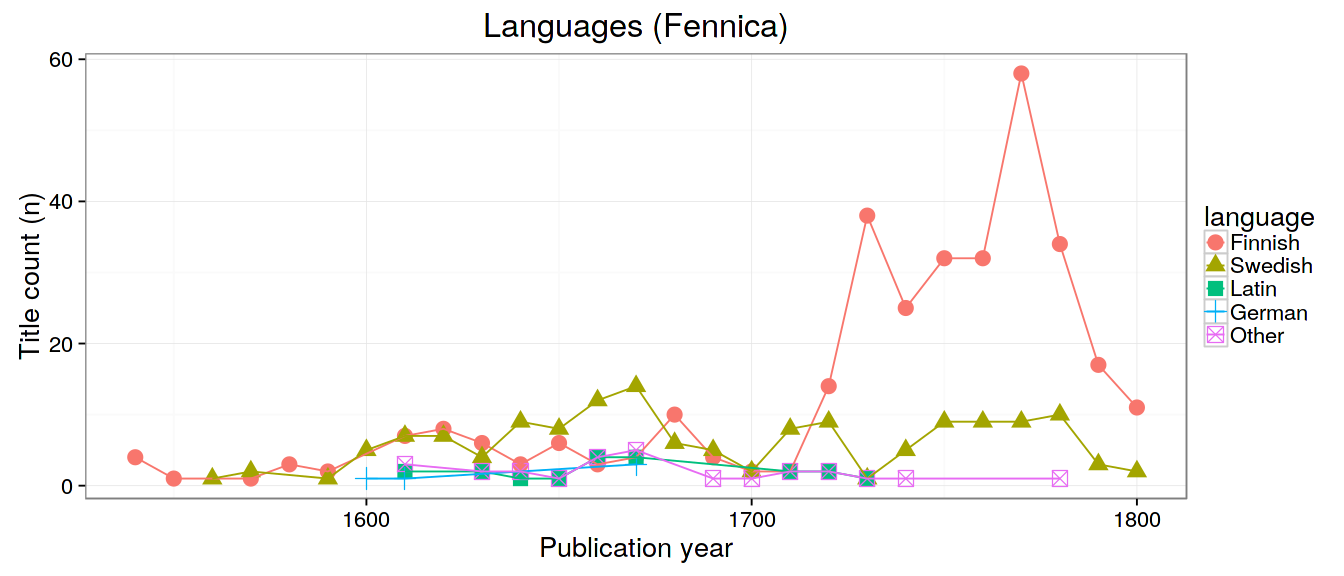 Languages (Fennica)
Title count (n)
60
40
20
0
1600
1700
1800
Publication year
language
Finnish
Swedish
Latin
German
Other